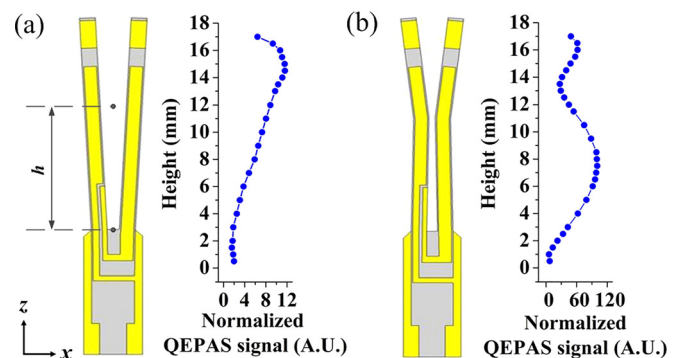 (a)
h
z
x
18
16
14
12
10
8
6
4
2
0
Height (mm)
0 4 8 12
Normalized
QEPAS signal (A.U.)
(b)
18
16
14
12
10
8
6
4
2
0
Height (mm)
0 60 120
Normalized
QEPAS signal (A.U.)